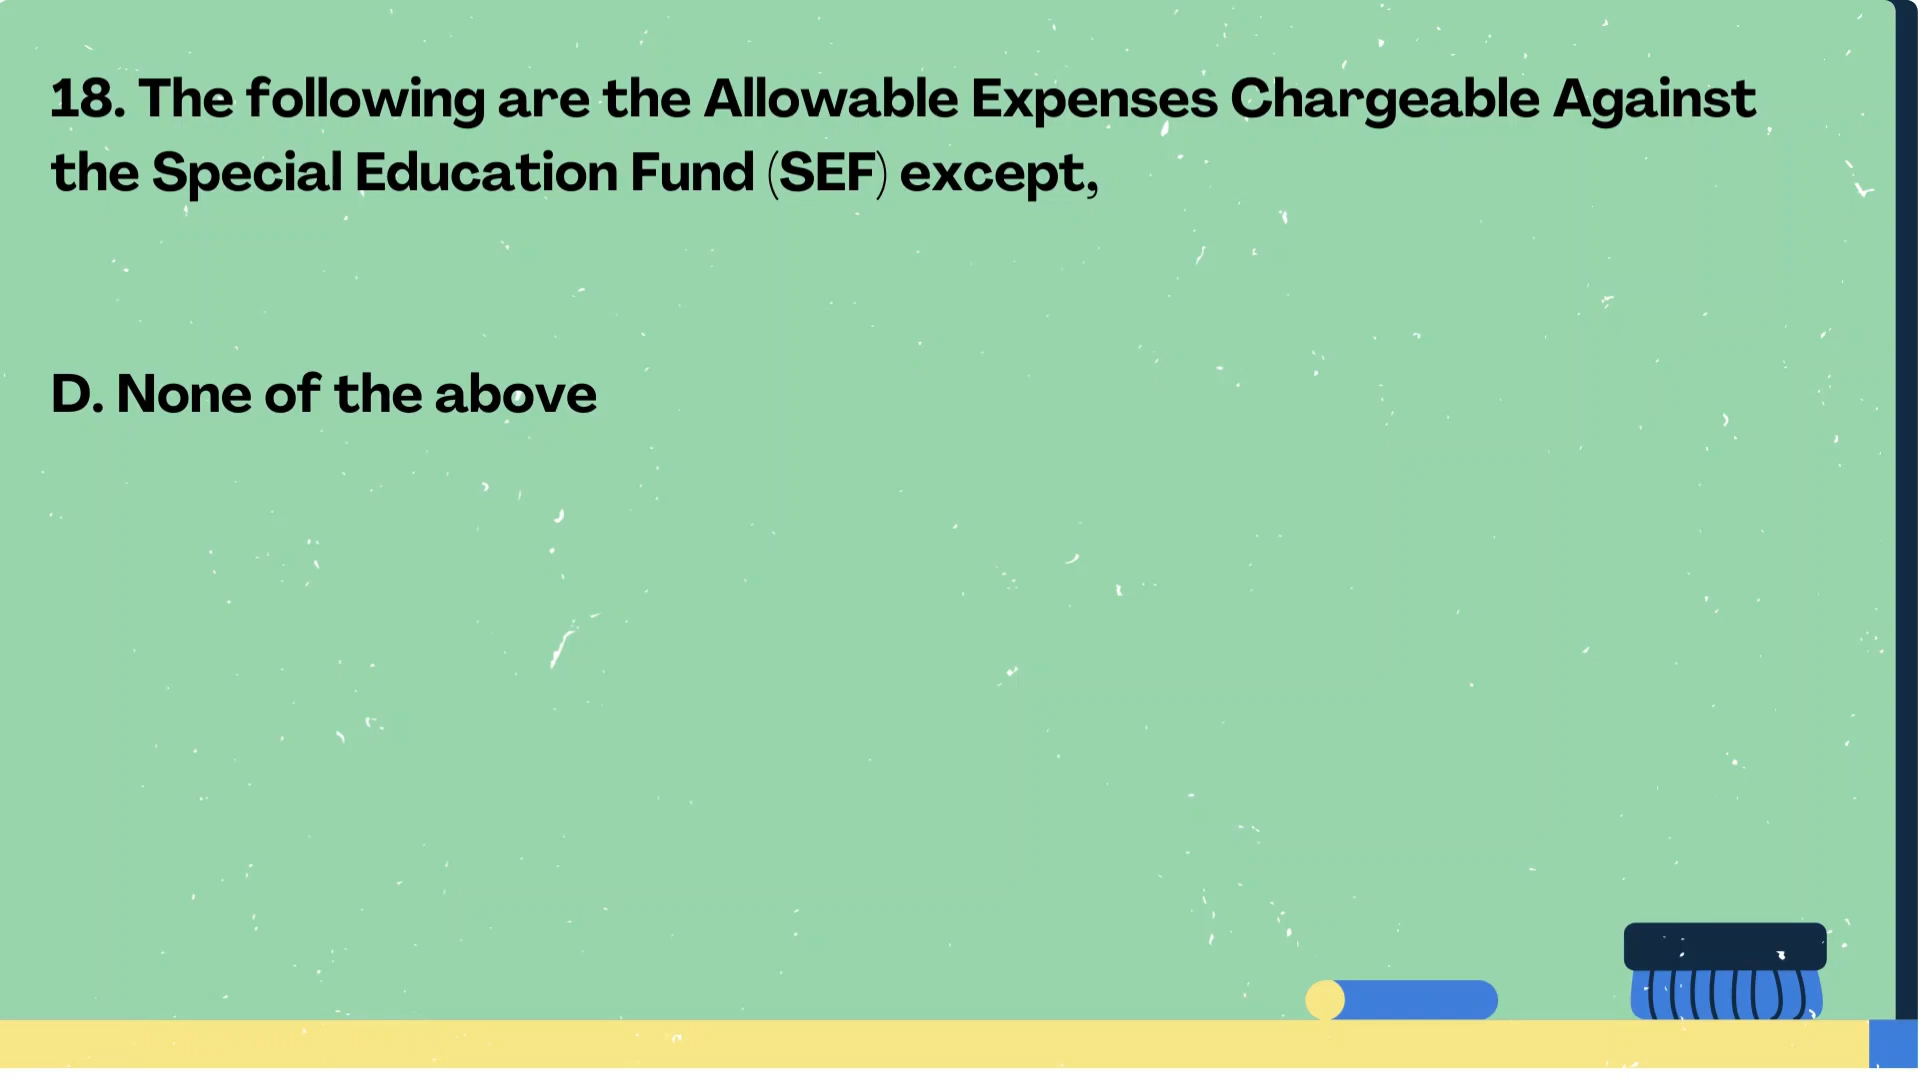 18. The following are the Allowable Expenses Chargeable Against
the Special Education Fund (SEF) except,
D. None of the above